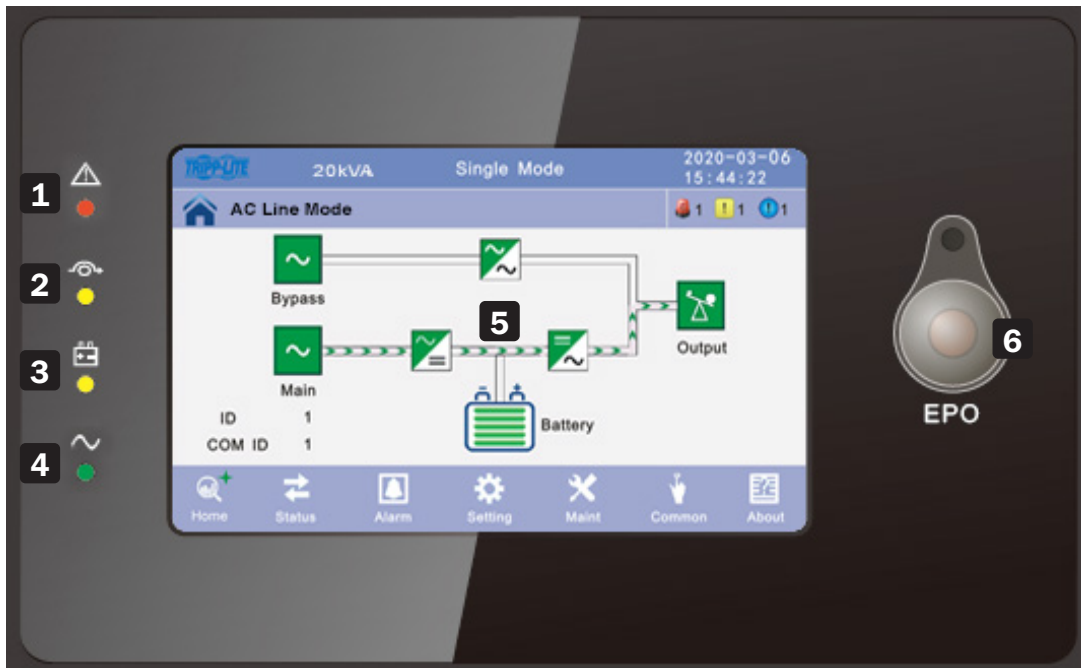 TRIPP-LITE 20kVA Single Mode 2020-03-06
15:44:22
AC Line Mode 1 ! 1 ! 1
1
2
3
4
Bypass
5
Main
Output
6
Battery
ID 1
COM ID 1
EPO
Home Status Alarm Setting Maint Common About